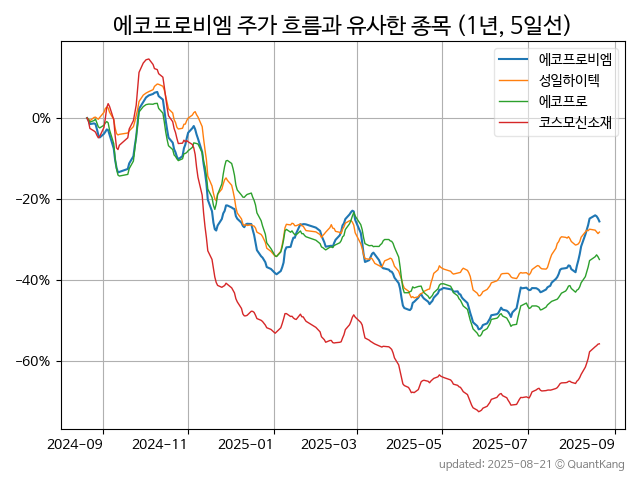 에코프로비엠 주가 흐름과 유사한 종목 (1년, 5일선)
에코프로비엠
성일하이텍
에코프로
코스모신소재
0%
−20%
−40%
−60%
2024−09 2024−11 2025−01 2025−03 2025−05 2025−07 2025−09
updated: 2025-08-21 © QuantKang